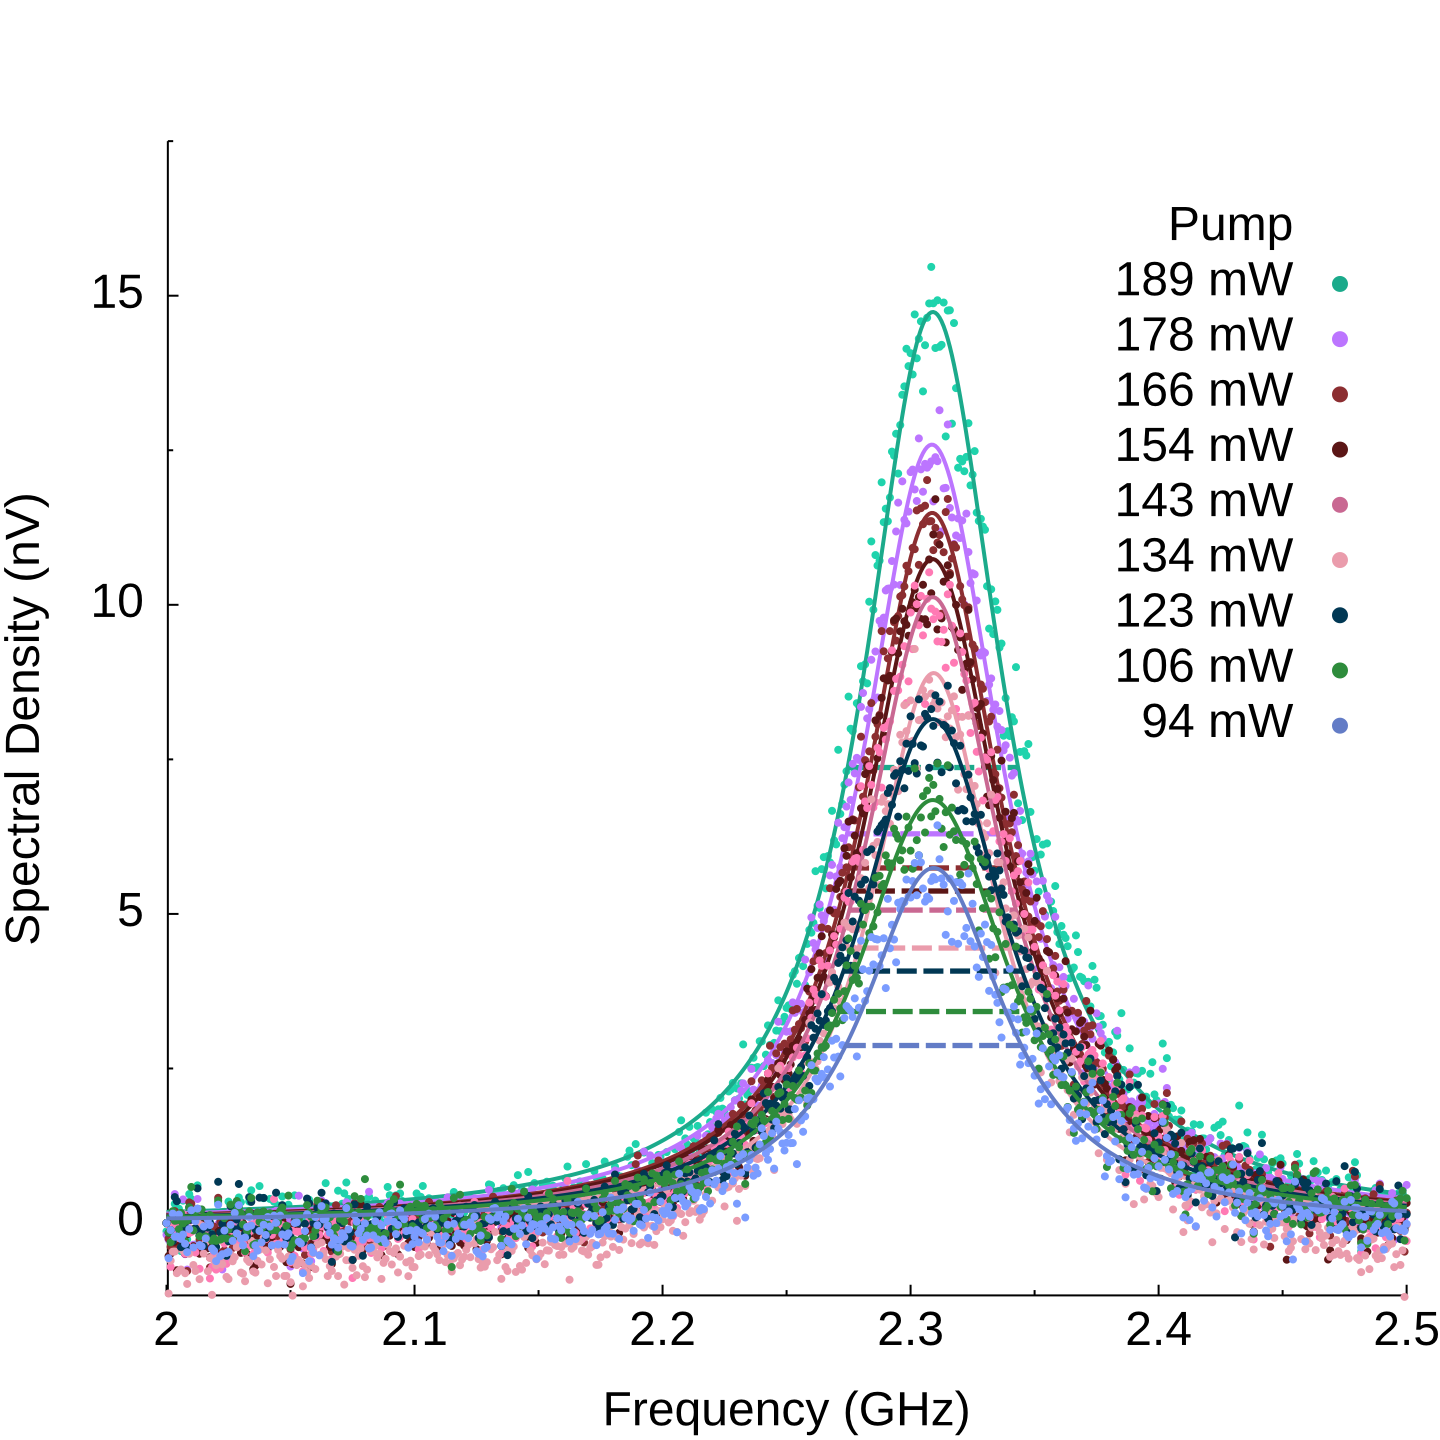 Pump
189 mW
178 mW
166 mW
154 mW
143 mW
134 mW
123 mW
106 mW
94 mW
15
10
5
0
Spectral Density (nV)
2 2.1 2.2 2.3 2.4 2.5
Frequency (GHz)